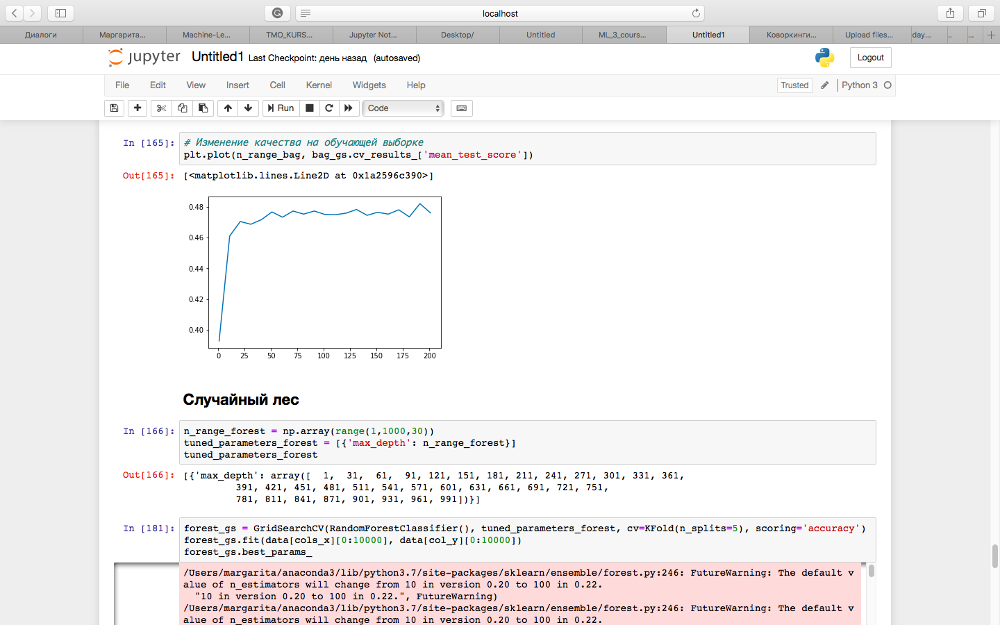 localhost
Диалоги Маргарита... Machine-Le... TMO_KURS... Jupyter Not... Desktop/ Untitled ML_3_cours... Untitled1 Коворкинги... Upload files... day... .. ...
jupyter Untitled1 Last Checkpoint: день назад (autosaved)
Logout
File Edit View Insert Cell Kernel Widgets Help
Trusted Python 3
Run Code
In [165]: # Изменение качества на обучающей выборке
plt.plot(n_range_bag, bag_gs.cv_results_['mean_test_score'])
Out[165]: [<matplotlib.lines.Line2D at 0x1a2596c390>]
0.48
0.46
0.44
0.42
0.40
0 25 50 75 100 125 150 175 200
Случайный лес
In [166]: n_range_forest = np.array(range(1,1000,30))
tuned_parameters_forest = [{'max_depth': n_range_forest}]
tuned_parameters_forest
Out[166]: [{'max_depth': array([  1,  31,  61,  91, 121, 151, 181, 211, 241, 271, 301, 331, 361,
391, 421, 451, 481, 511, 541, 571, 601, 631, 661, 691, 721, 751,
781, 811, 841, 871, 901, 931, 961, 991])}]
In [181]: forest_gs = GridSearchCV(RandomForestClassifier(), tuned_parameters_forest, cv=KFold(n_splits=5), scoring='accuracy')
forest_gs.fit(data[cols_x][0:10000], data[col_y][0:10000])
forest_gs.best_params_
/Users/margarita/anaconda3/lib/python3.7/site-packages/sklearn/ensemble/forest.py:246: FutureWarning: The default v
alue of n_estimators will change from 10 in version 0.20 to 100 in 0.22.
"10 in version 0.20 to 100 in 0.22.", FutureWarning)
/Users/margarita/anaconda3/lib/python3.7/site-packages/sklearn/ensemble/forest.py:246: FutureWarning: The default v
alue of n_estimators will change from 10 in version 0.20 to 100 in 0.22.